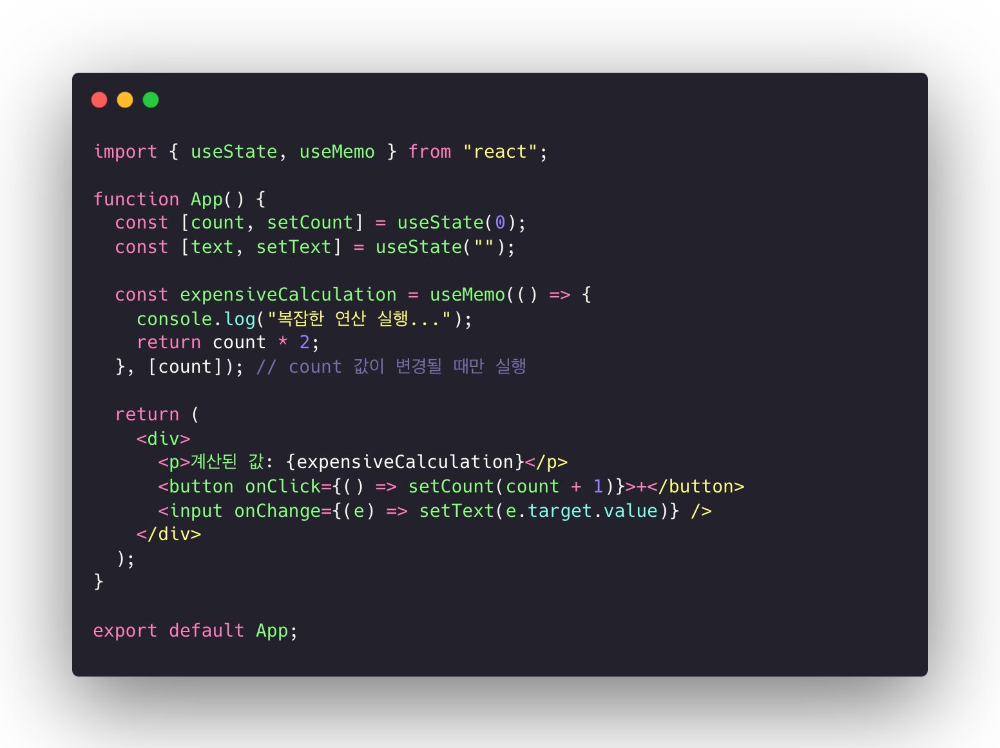 import { useState, useMemo } from "react";
function App() {
  const [count, setCount] = useState(0);
  const [text, setText] = useState("");
  const expensiveCalculation = useMemo(() => {
    console.log("복잡한 연산 실행...");
    return count * 2;
  }, [count]); // count 값이 변경될 때만 실행
  return (
    <div>
      <p>계산된 값: {expensiveCalculation}</p>
      <button onClick={() => setCount(count + 1)}>+</button>
      <input onChange={(e) => setText(e.target.value)} />
    </div>
  );
}
export default App;